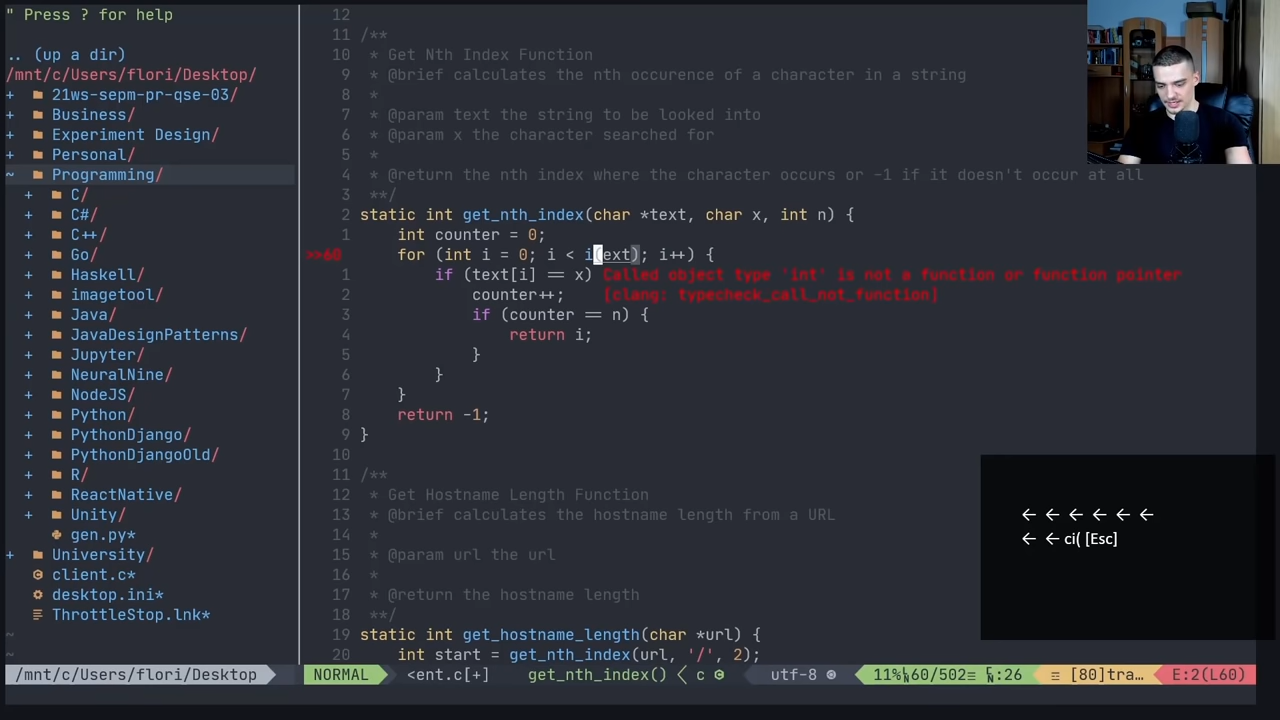 " Press ? for help
.. (up a dir)
/mnt/c/Users/flori/Desktop/
+ 21ws-sepm-pr-qse-03/
+ Business/
+ Experiment Design/
+ Personal/
~ Programming/
+ C/
+ C#/
+ C++/
+ Go/
+ Haskell/
+ imagetool/
+ Java/
+ JavaDesignPatterns/
+ Jupyter/
+ NeuralNine/
+ NodeJS/
+ Python/
+ PythonDjango/
+ PythonDjangoOld/
+ R/
+ ReactNative/
+ Unity/
gen.py*
+ University/
client.c*
desktop.ini*
ThrottleStop.lnk*
~
~
12
11 /**
10 * Get Nth Index Function
9 * @brief calculates the nth occurence of a character in a string
8 *
7 * @param text the string to be looked into
6 * @param x the character searched for
5 *
4 * @return the nth index where the character occurs or -1 if it doesn't occur at all
3 **/
2 static int get_nth_index(char *text, char x, int n) {
1 int counter = 0;
>>60 for (int i = 0; i < i(ext); i++) {
1 if (text[i] == x) Called object type 'int' is not a function or function pointer
2 counter++; [clang: typecheck_call_not_function]
3 if (counter == n) {
4 return i;
5 }
6 }
7 }
8 return -1;
9 }
10
11 /**
12 * Get Hostname Length Function
13 * @brief calculates the hostname length from a URL
14 *
15 * @param url the url
16 *
17 * @return the hostname length
18 **/
19 static int get_hostname_length(char *url) {
20 int start = get_nth_index(url, '/', 2);
← ← ← ← ← ←
← ← ci( [Esc]
/mnt/c/Users/flori/Desktop NORMAL <ent.c[+] get_nth_index() < c utf-8 11% 60/502 :26 [80]tra… E:2(L60)